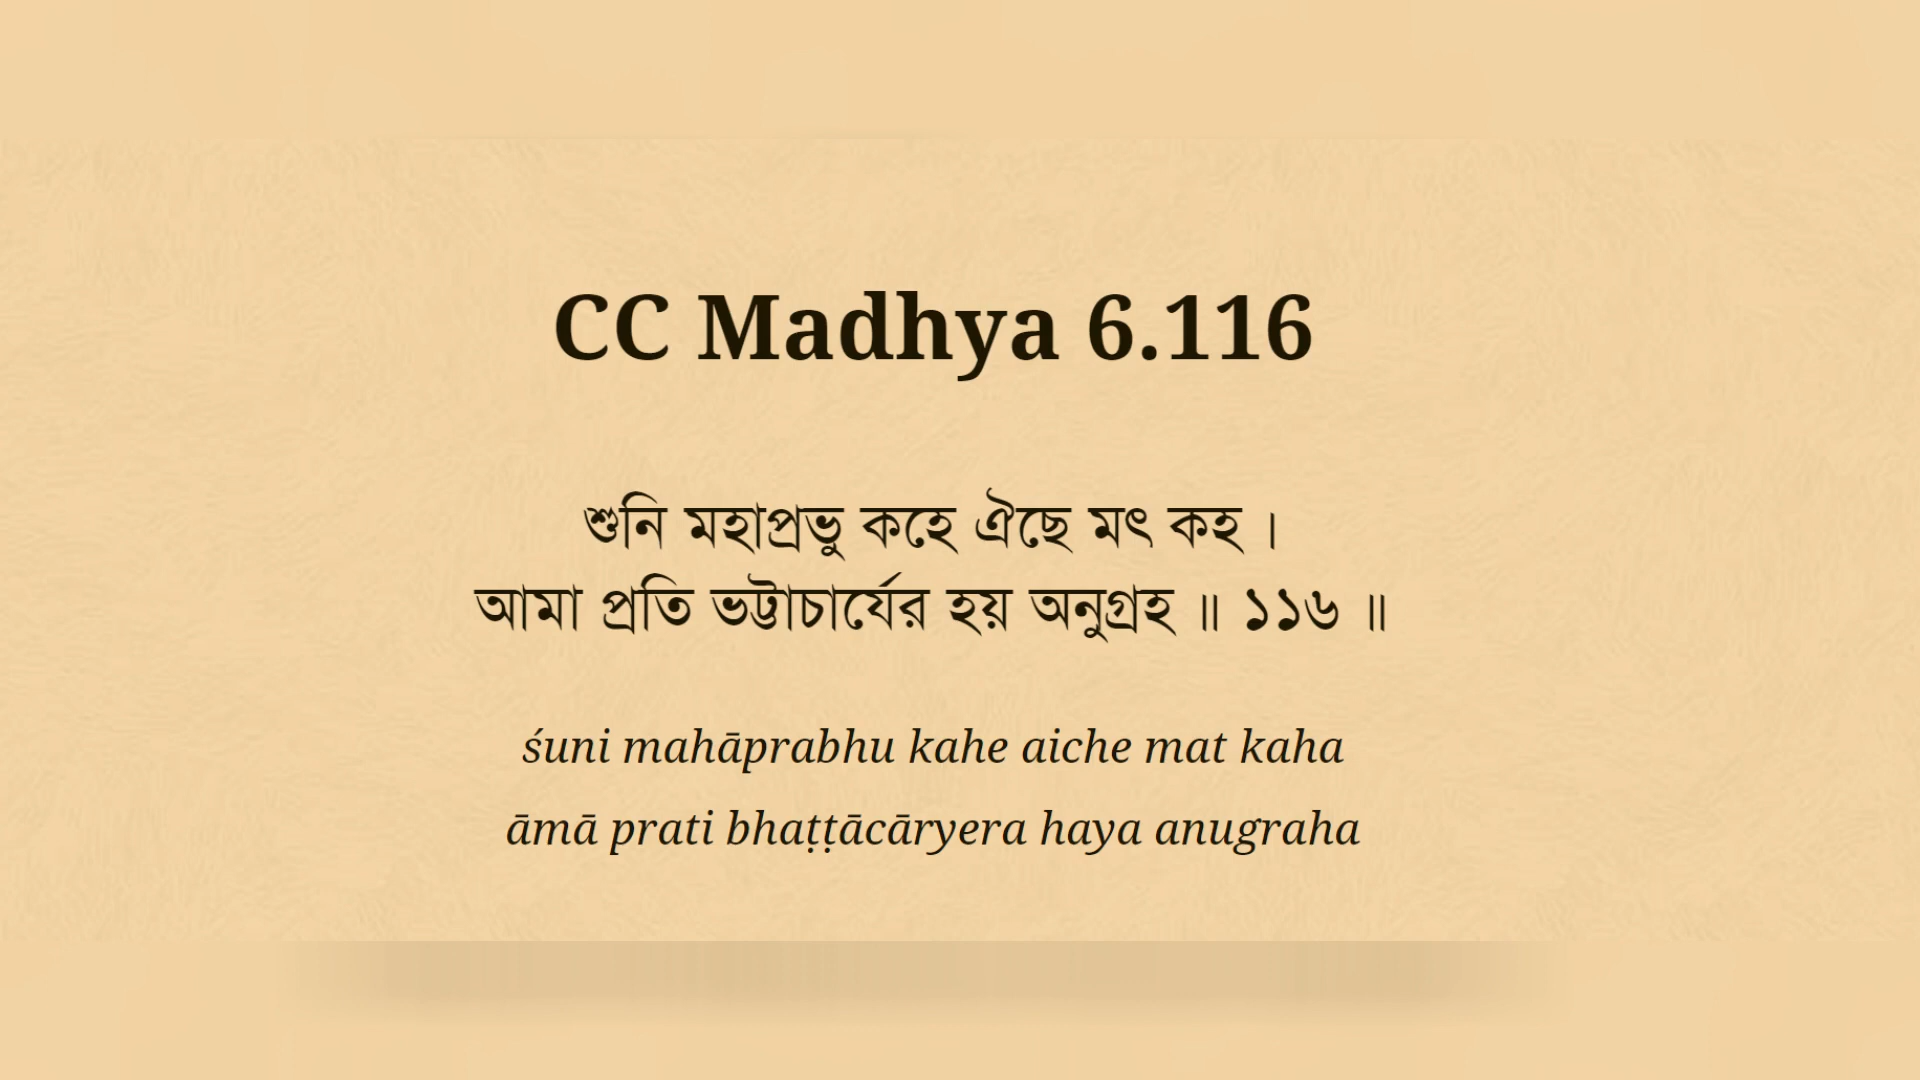 CC Madhya 6.116
শুনি মহাপ্রভু কহে ঐছে মৎ কহ ।
আমা প্রতি ভট্টাচার্যের হয় অনুগ্রহ ॥ ১১৬ ॥
śuni mahāprabhu kahe aiche mat kaha
āmā prati bhaṭṭācāryera haya anugraha